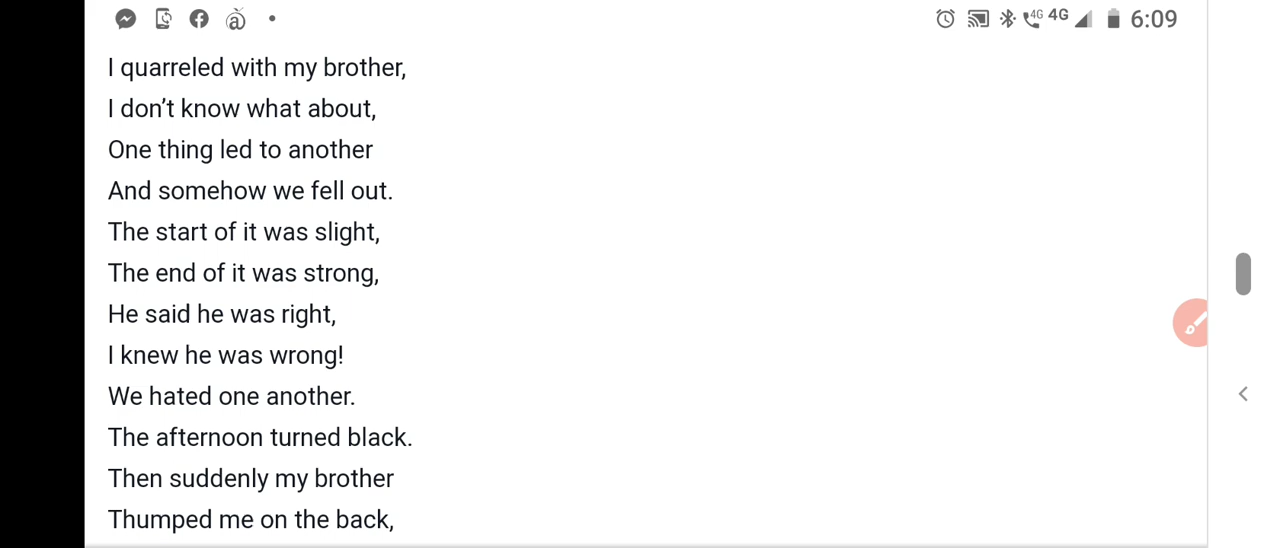 4G 4G 6:09
I quarreled with my brother,
I don’t know what about,
One thing led to another
And somehow we fell out.
The start of it was slight,
The end of it was strong,
He said he was right,
I knew he was wrong!
We hated one another.
The afternoon turned black.
Then suddenly my brother
Thumped me on the back,